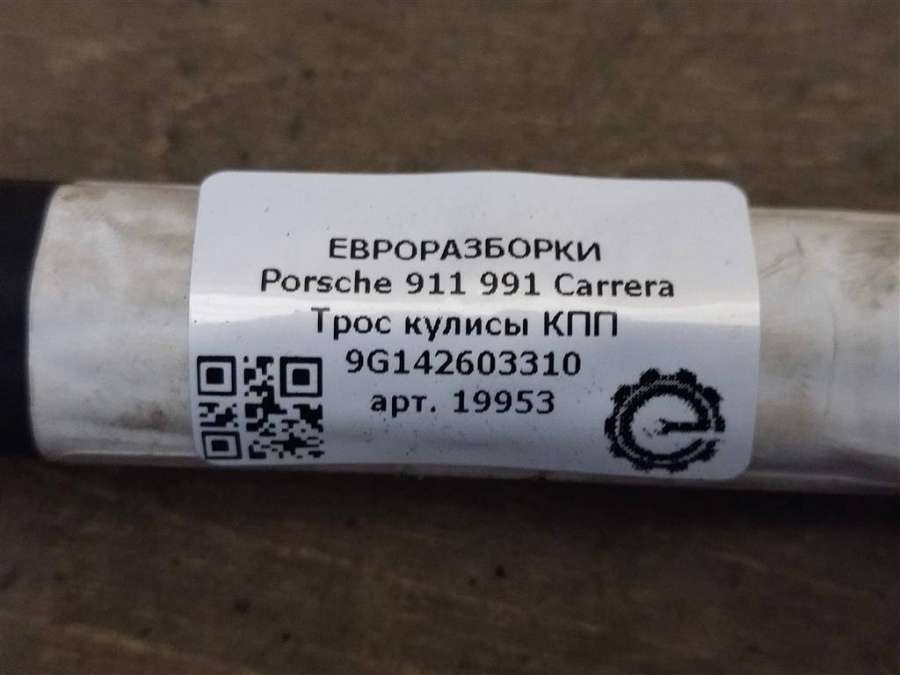 ЕВРОРАЗБОРКИ
Porsche 911 991 Carrera
Трос кулисы КПП
9G142603310
арт. 19953